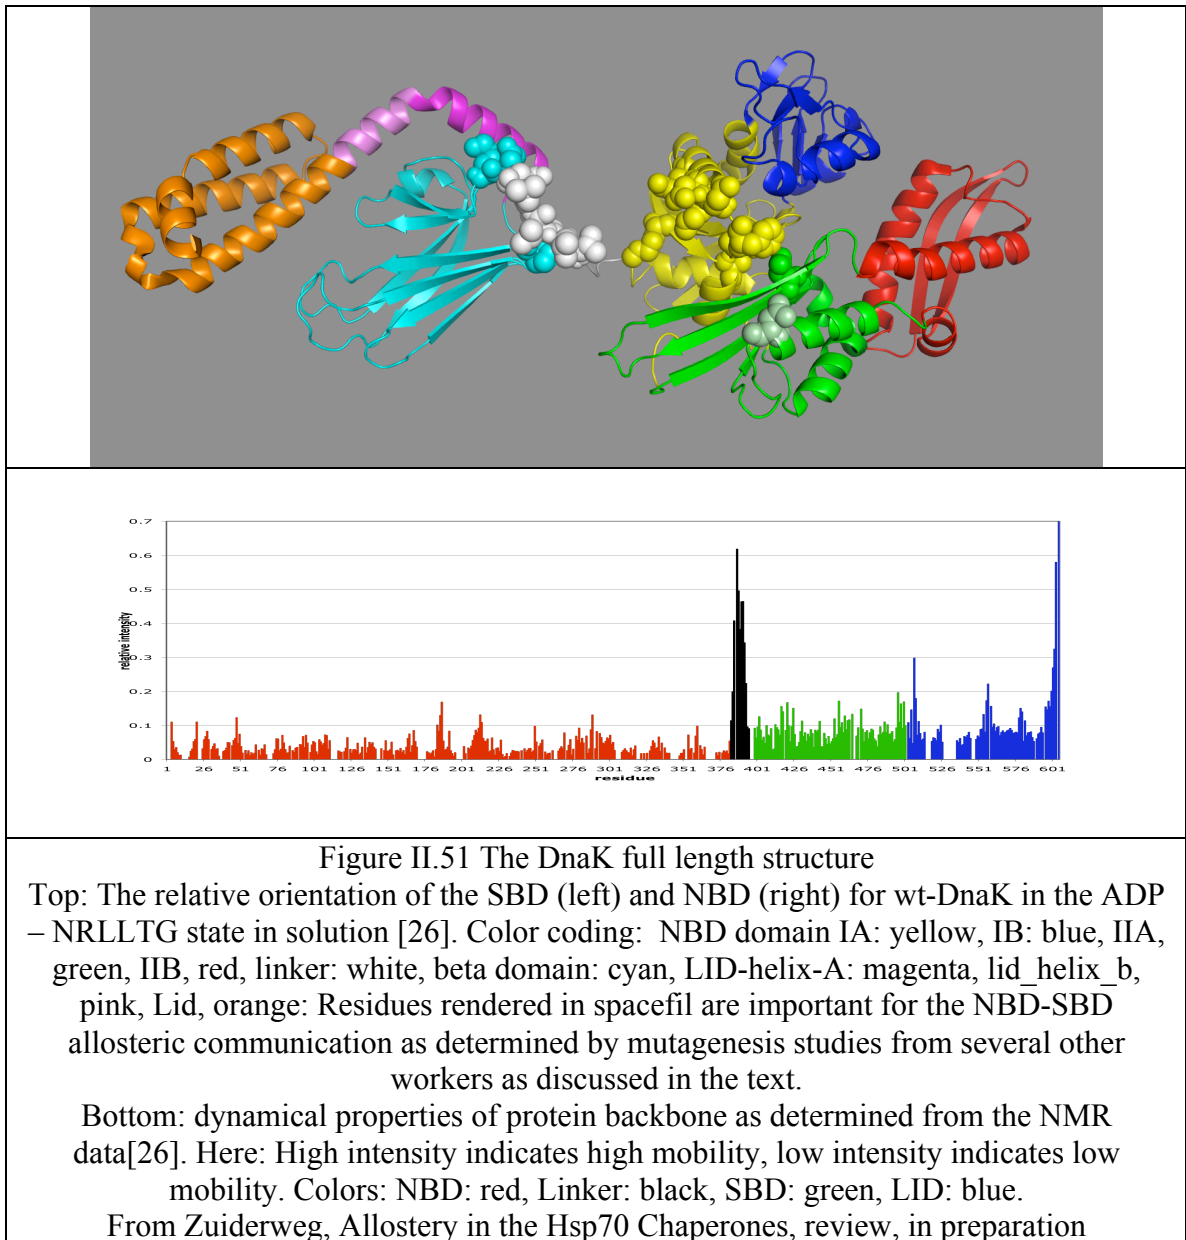 0.7
0.6
0.5
0.4
0.3
0.2
0.1
0
relative intensity
1 26 51 76 101 126 151 176 201 226 251 276 301 326 351 376 401 426 451 476 501 526 551 576 601
residue
Figure II.51 The DnaK full length structure
Top: The relative orientation of the SBD (left) and NBD (right) for wt-DnaK in the ADP
– NRLLTG state in solution [26]. Color coding:  NBD domain IA: yellow, IB: blue, IIA,
green, IIB, red, linker: white, beta domain: cyan, LID-helix-A: magenta, lid_helix_b,
pink, Lid, orange: Residues rendered in spacefil are important for the NBD-SBD
allosteric communication as determined by mutagenesis studies from several other
workers as discussed in the text.
Bottom: dynamical properties of protein backbone as determined from the NMR
data[26]. Here: High intensity indicates high mobility, low intensity indicates low
mobility. Colors: NBD: red, Linker: black, SBD: green, LID: blue.
From Zuiderweg, Allostery in the Hsp70 Chaperones, review, in preparation